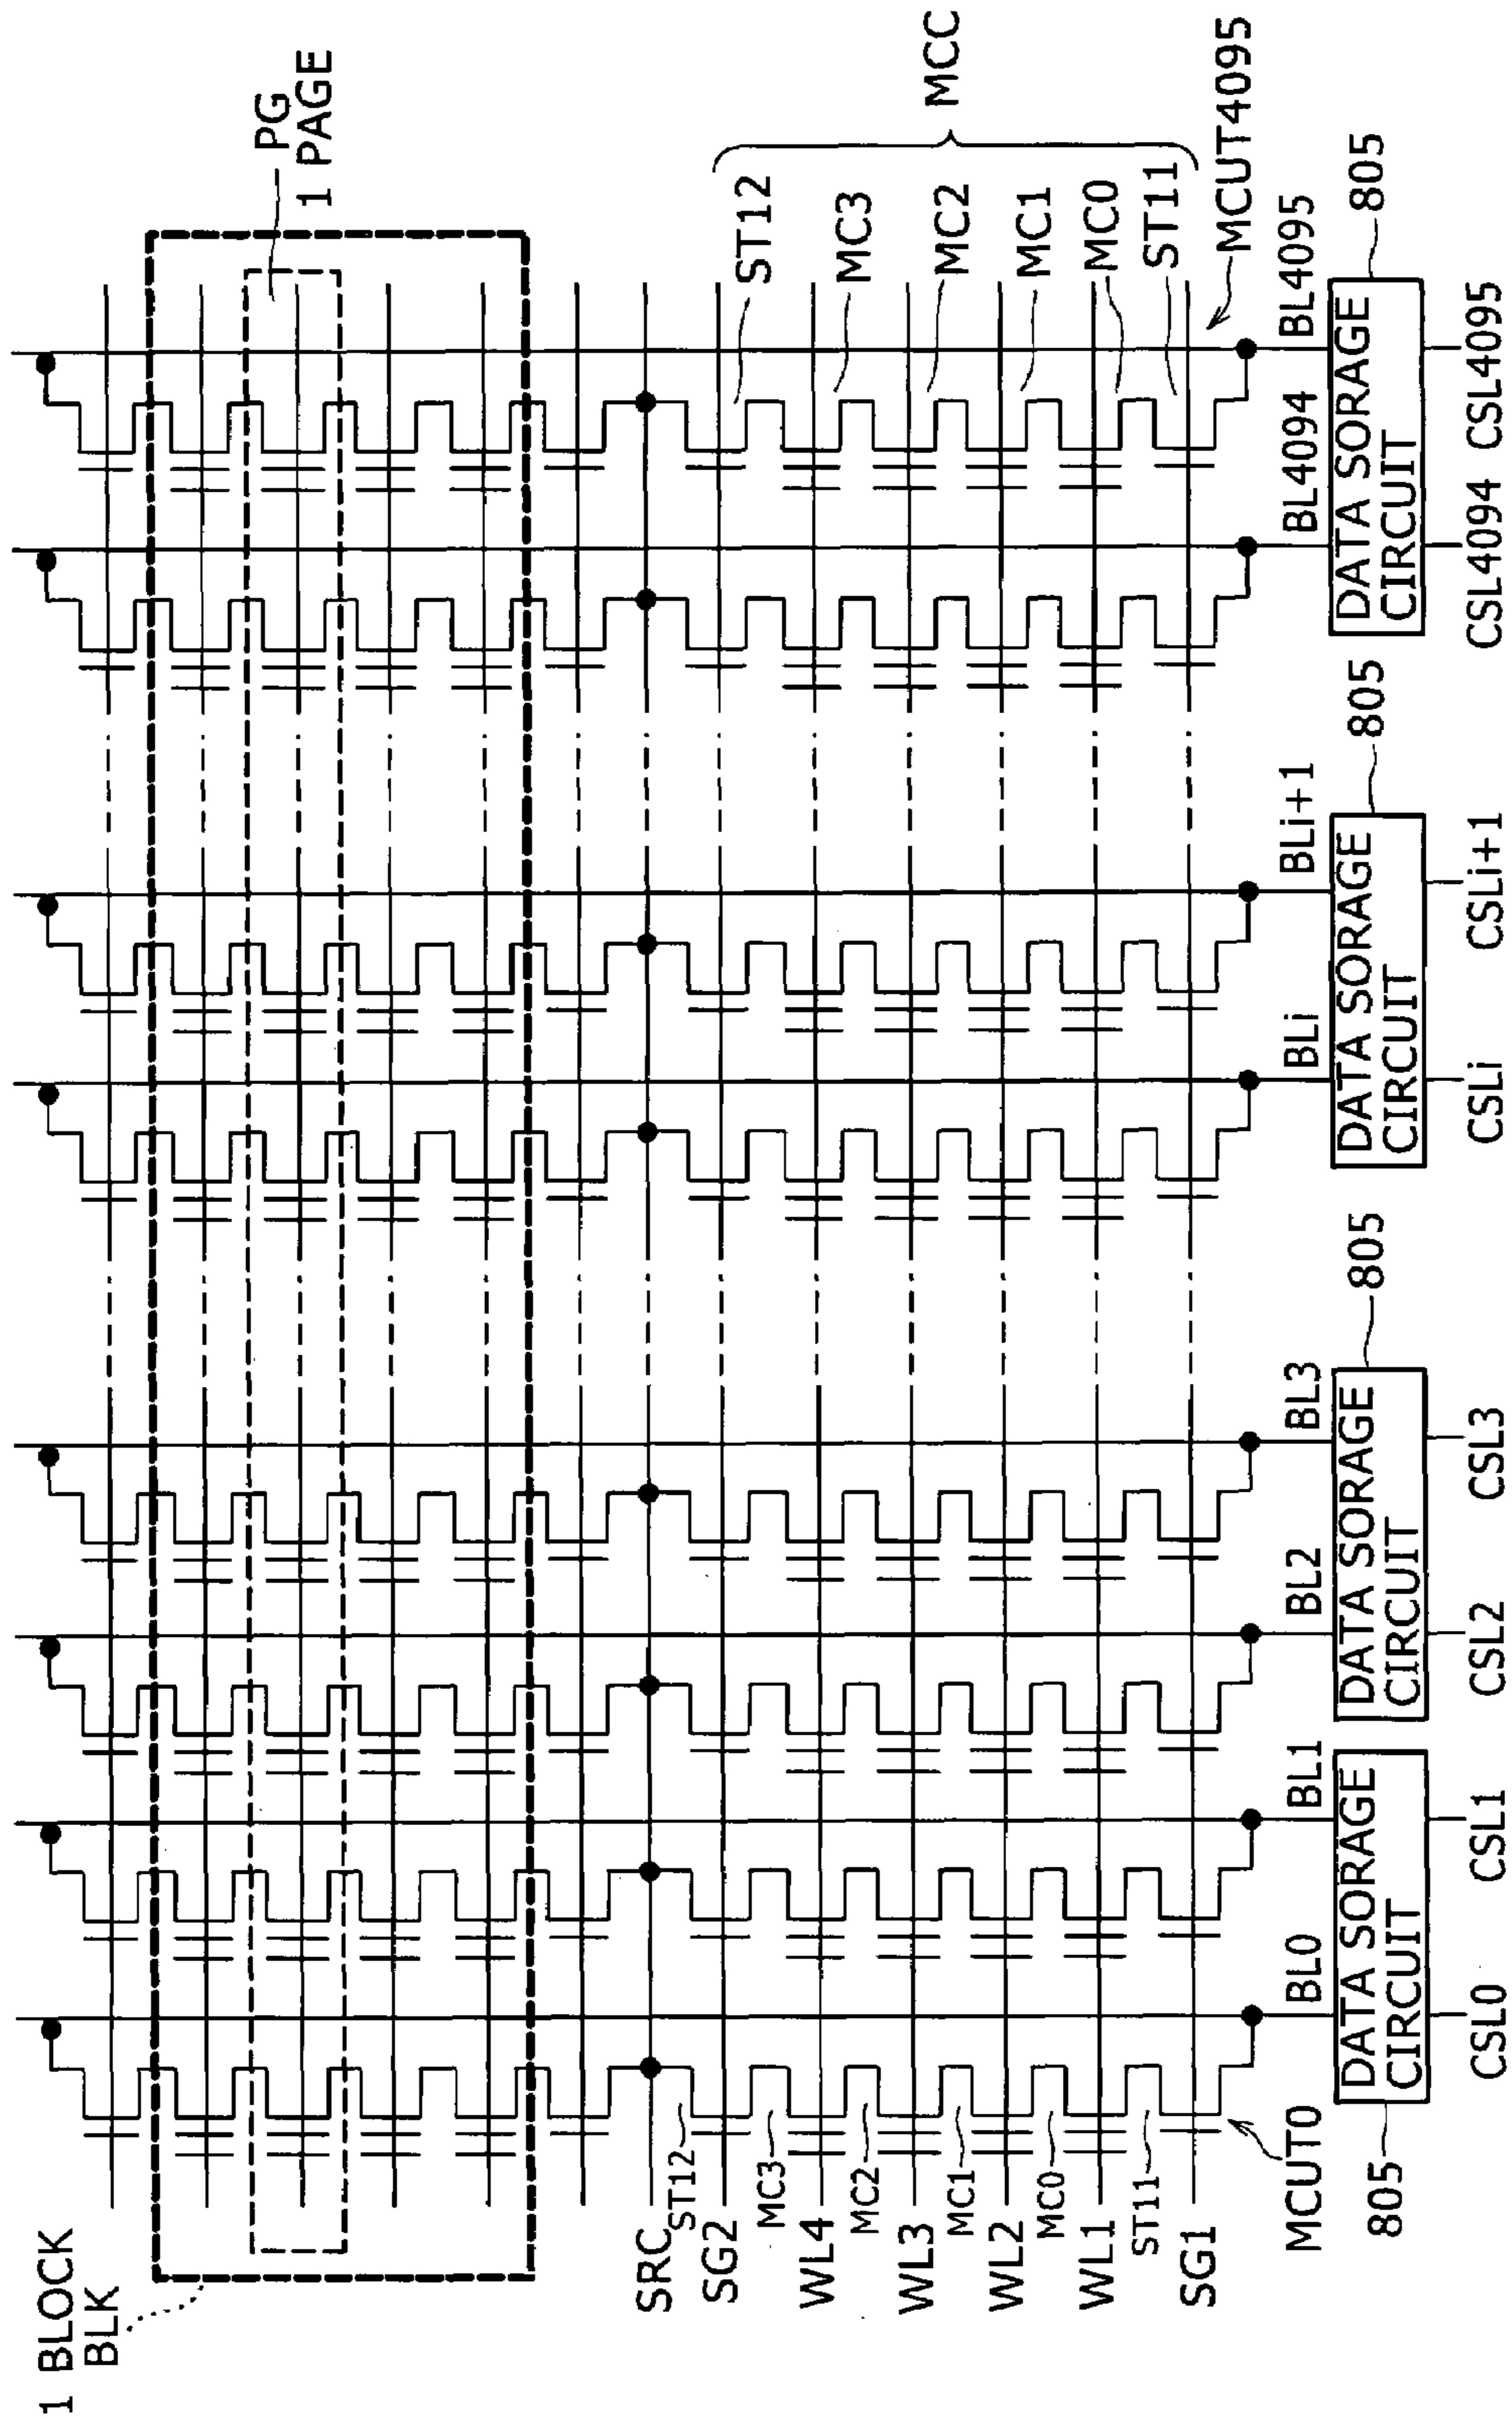 1 BLOCK
BLK
PG
1 PAGE
SRC
ST12
SG2
MC3
WL4
MC2
WL3
MC1
WL2
MC0
WL1
ST11
SG1
MCUT0
ST12
MC3
MC2
MC1
MC0
ST11
MCC
MCUT4095
BL0
BL1
BL2
BL3
BLi
BLi+1
BL4094
BL4095
805
DATA SORAGE
CIRCUIT
DATA SORAGE
CIRCUIT
805
DATA SORAGE
CIRCUIT
805
DATA SORAGE
CIRCUIT
805
CSL0
CSL1
CSL2
CSL3
CSLi
CSLi+1
CSL4094
CSL4095